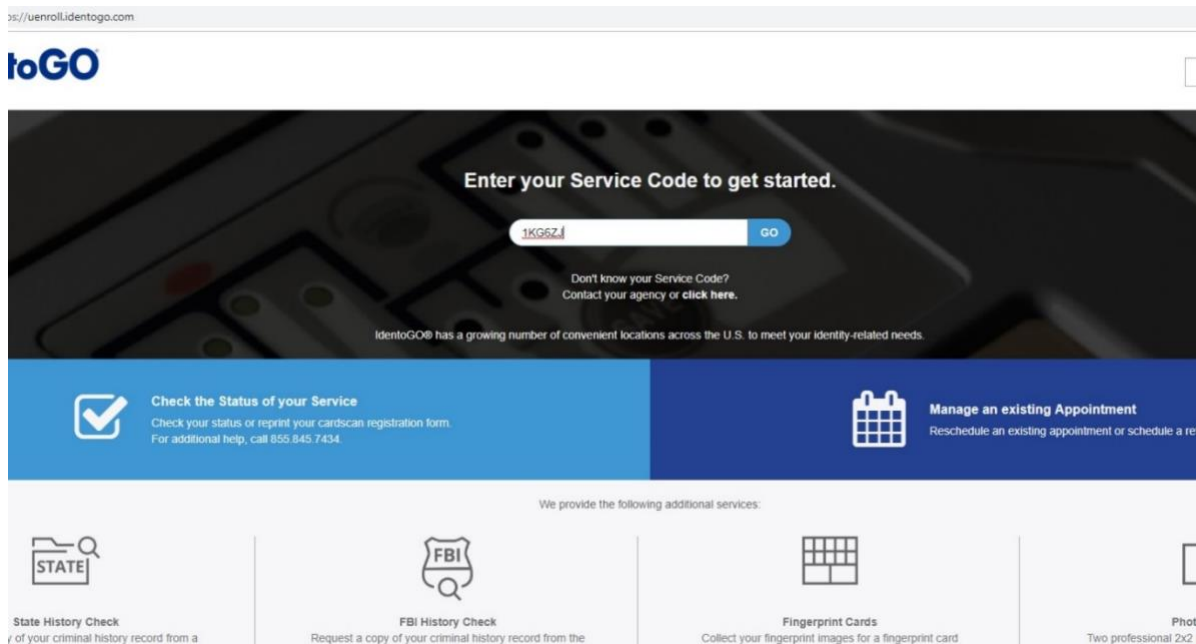 ps://uenroll.identogo.com
toGO
Enter your Service Code to get started.
1KG6ZJ
GO
Don't know your Service Code?
Contact your agency or click here.
IdentoGO® has a growing number of convenient locations across the U.S. to meet your identity-related needs.
Check the Status of your Service
Check your status or reprint your cardscan registration form.
For additional help, call 855.845.7434.
Manage an existing Appointment
Reschedule an existing appointment or schedule a re
We provide the following additional services:
STATE
FBI
State History Check
y of your criminal history record from a
FBI History Check
Request a copy of your criminal history record from the
Fingerprint Cards
Collect your fingerprint images for a fingerprint card
Phot
Two professional 2x2